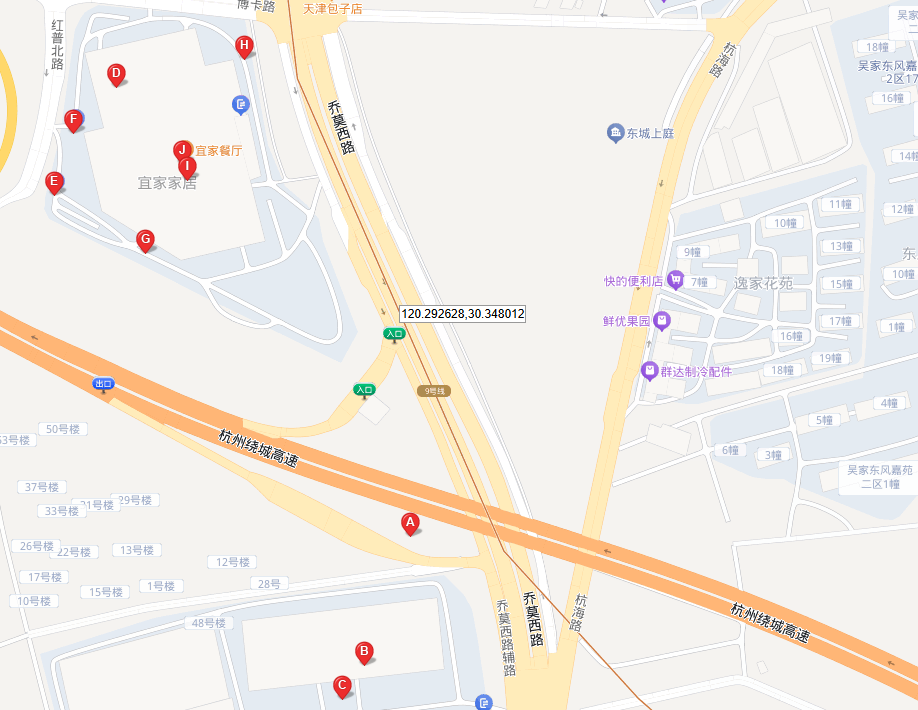 博卡路
天津包子店
红普北路
H
D
F
J
宜家餐厅
I
宜家家居
E
G
乔莫西路
杭海路
东城上庭
吴家
18幢
吴家东风嘉
2区17
16幢
14幢
11幢
12幢
10幢
13幢
9幢
东
10幢
快的便利店
7幢
逸家花苑
15幢
120.292628,30.348012
鲜优果园
17幢
1幢
入口
16幢
19幢
群达制冷配件
18幢
出口
入口
9号线
4幢
5幢
50号楼
53号楼
杭州绕城高速
6幢
3幢
吴家东风嘉苑
二区1幢
37号楼
29号楼
31号楼
33号楼
A
26号楼
22号楼
13号楼
12号楼
17号楼
28号
1号楼
15号楼
10号楼
48号楼
乔莫西路辅路
乔莫西路
杭海路
杭州绕城高速
B
C